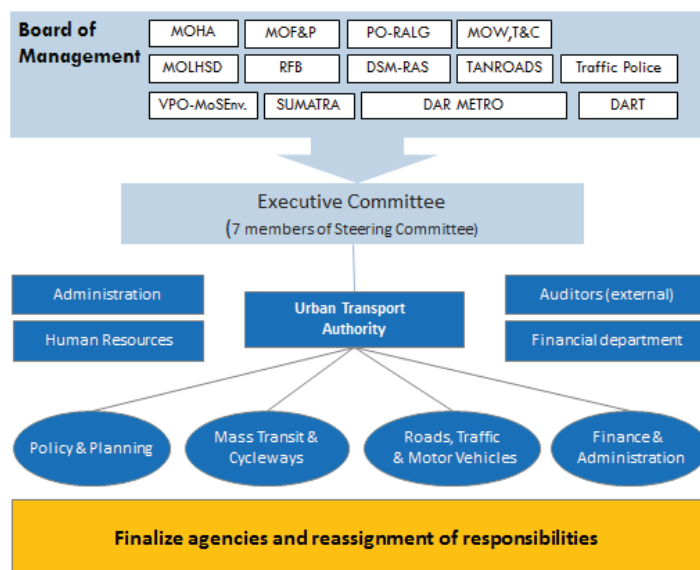 Board of
Management
MOHA MOF&P PO-RALG MOW,T&C
MOLHSD RFB DSM-RAS TANROADS Traffic Police
VPO-MoSEnv. SUMATRA DAR METRO DART
Executive Committee
(7 members of Steering Committee)
Administration
Human Resources
Urban Transport
Authority
Auditors (external)
Financial department
Policy & Planning
Mass Transit &
Cycleways
Roads, Traffic
& Motor Vehicles
Finance &
Administration
Finalize agencies and reassignment of responsibilities